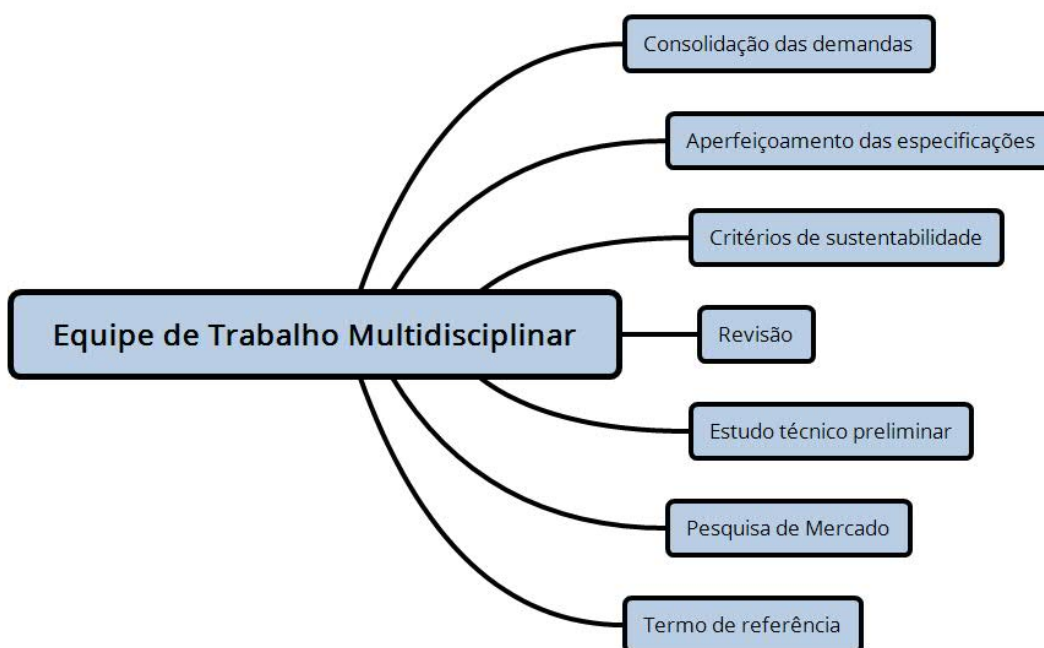 Consolidação das demandas
Aperfeiçoamento das especificações
Critérios de sustentabilidade
Equipe de Trabalho Multidisciplinar
Revisão
Estudo técnico preliminar
Pesquisa de Mercado
Termo de referência